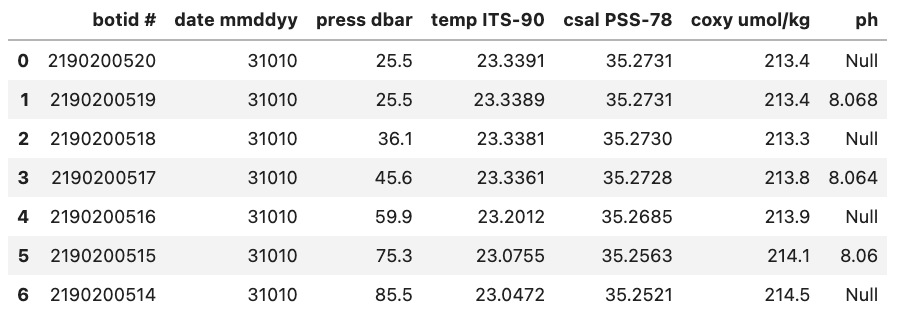 botid # date mmddyy press dbar temp ITS-90 csal PSS-78 coxy umol/kg ph
0 2190200520 31010 25.5 23.3391 35.2731 213.4 Null
1 2190200519 31010 25.5 23.3389 35.2731 213.4 8.068
2 2190200518 31010 36.1 23.3381 35.2730 213.3 Null
3 2190200517 31010 45.6 23.3361 35.2728 213.8 8.064
4 2190200516 31010 59.9 23.2012 35.2685 213.9 Null
5 2190200515 31010 75.3 23.0755 35.2563 214.1 8.06
6 2190200514 31010 85.5 23.0472 35.2521 214.5 Null